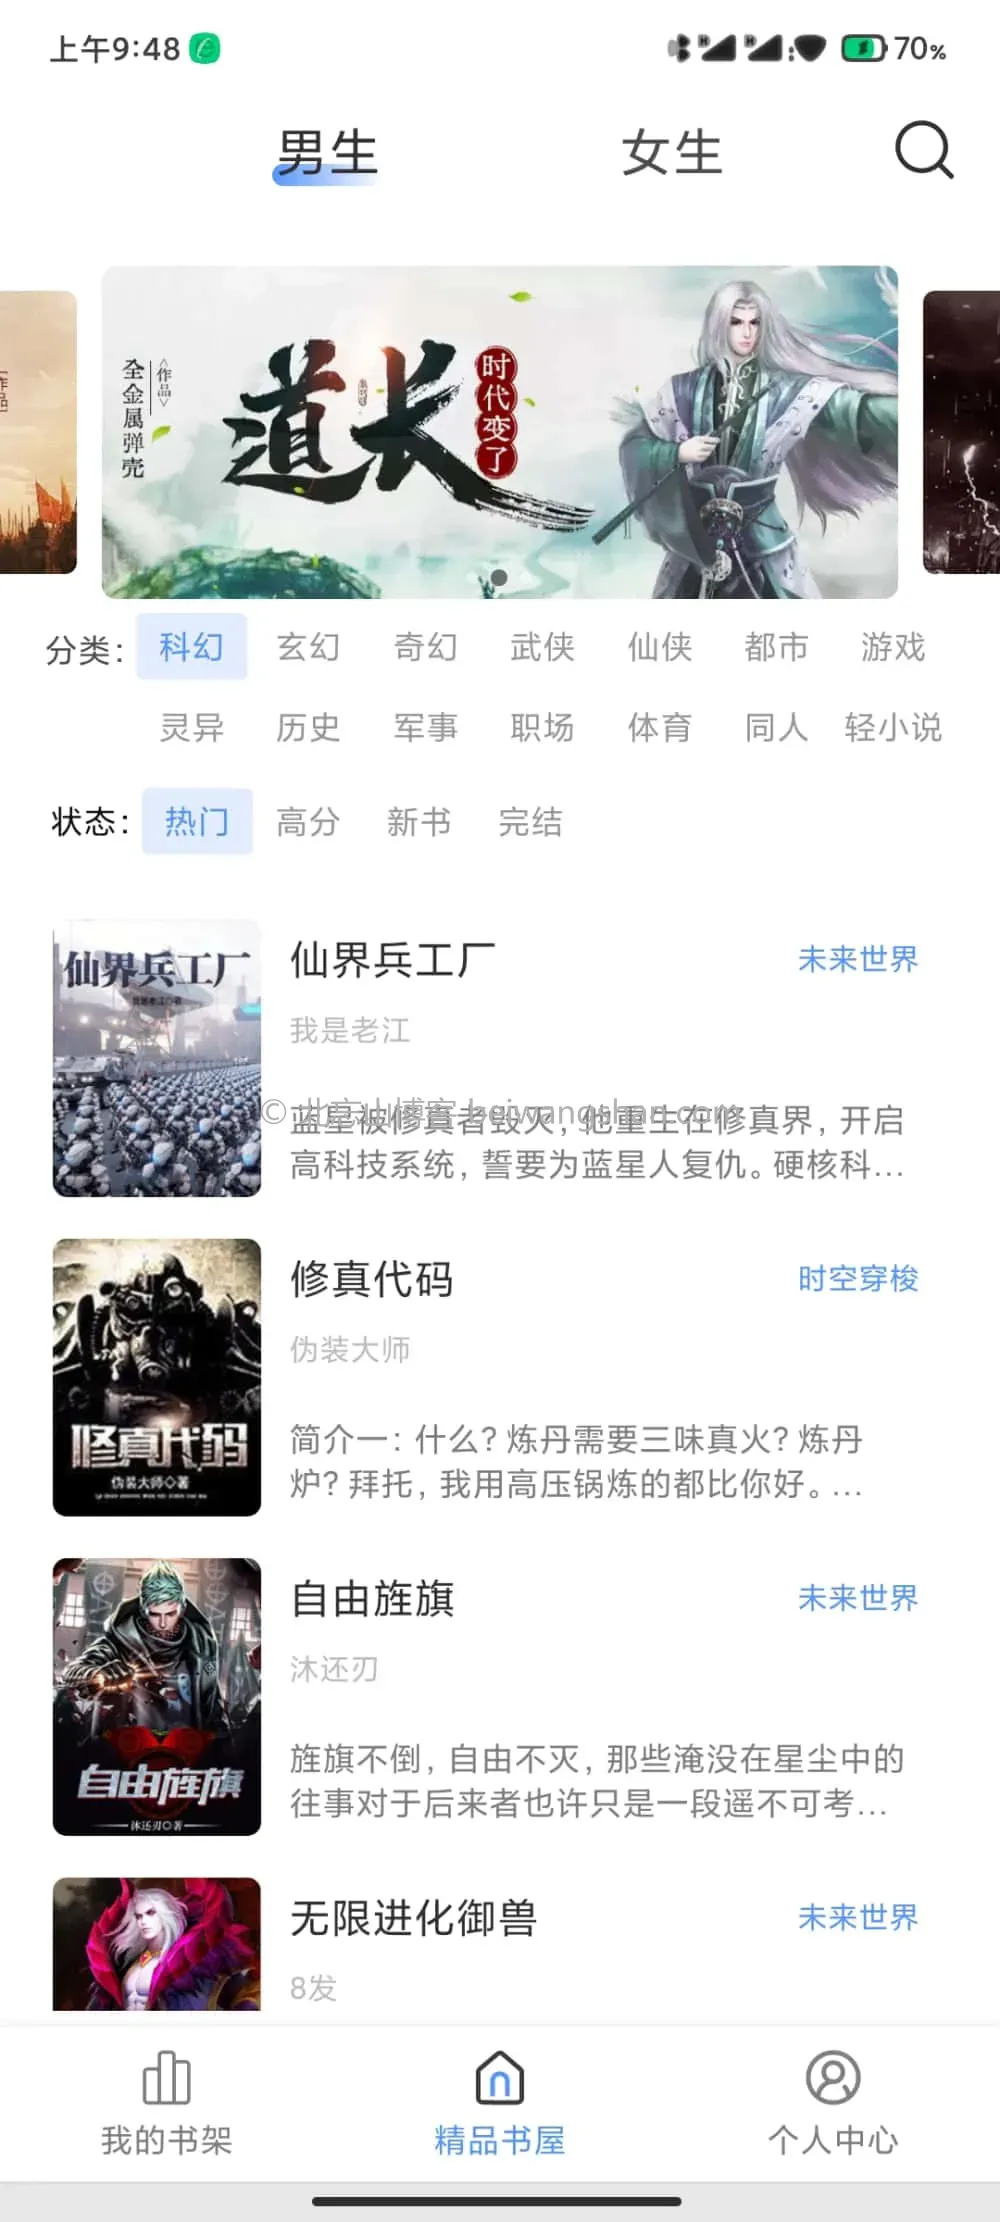 上午9:48
70%
男生 女生
全金属弹壳
<作品>
道长
时代变了
分类: 科幻 玄幻 奇幻 武侠 仙侠 都市 游戏
灵异 历史 军事 职场 体育 同人 轻小说
状态: 热门 高分 新书 完结
仙界兵工厂
仙界兵工厂 未来世界
我是老江
© 北京山博客 beiwangshan.com
蓝星被修真者毁灭, 他重生在修真界, 开启
高科技系统, 誓要为蓝星人复仇。硬核科...
修真代码 时空穿梭
伪装大师
简介一: 什么? 炼丹需要三味真火? 炼丹
炉? 拜托, 我用高压锅炼的都比你好。...
修真代码
伪装大师◇著
自由旌旗 未来世界
沐还刃
旌旗不倒, 自由不灭, 那些淹没在星尘中的
往事对于后来者也许只是一段遥不可考...
自由旌旗
沐还刃◎著
无限进化御兽 未来世界
8发
我的书架 精品书屋 个人中心